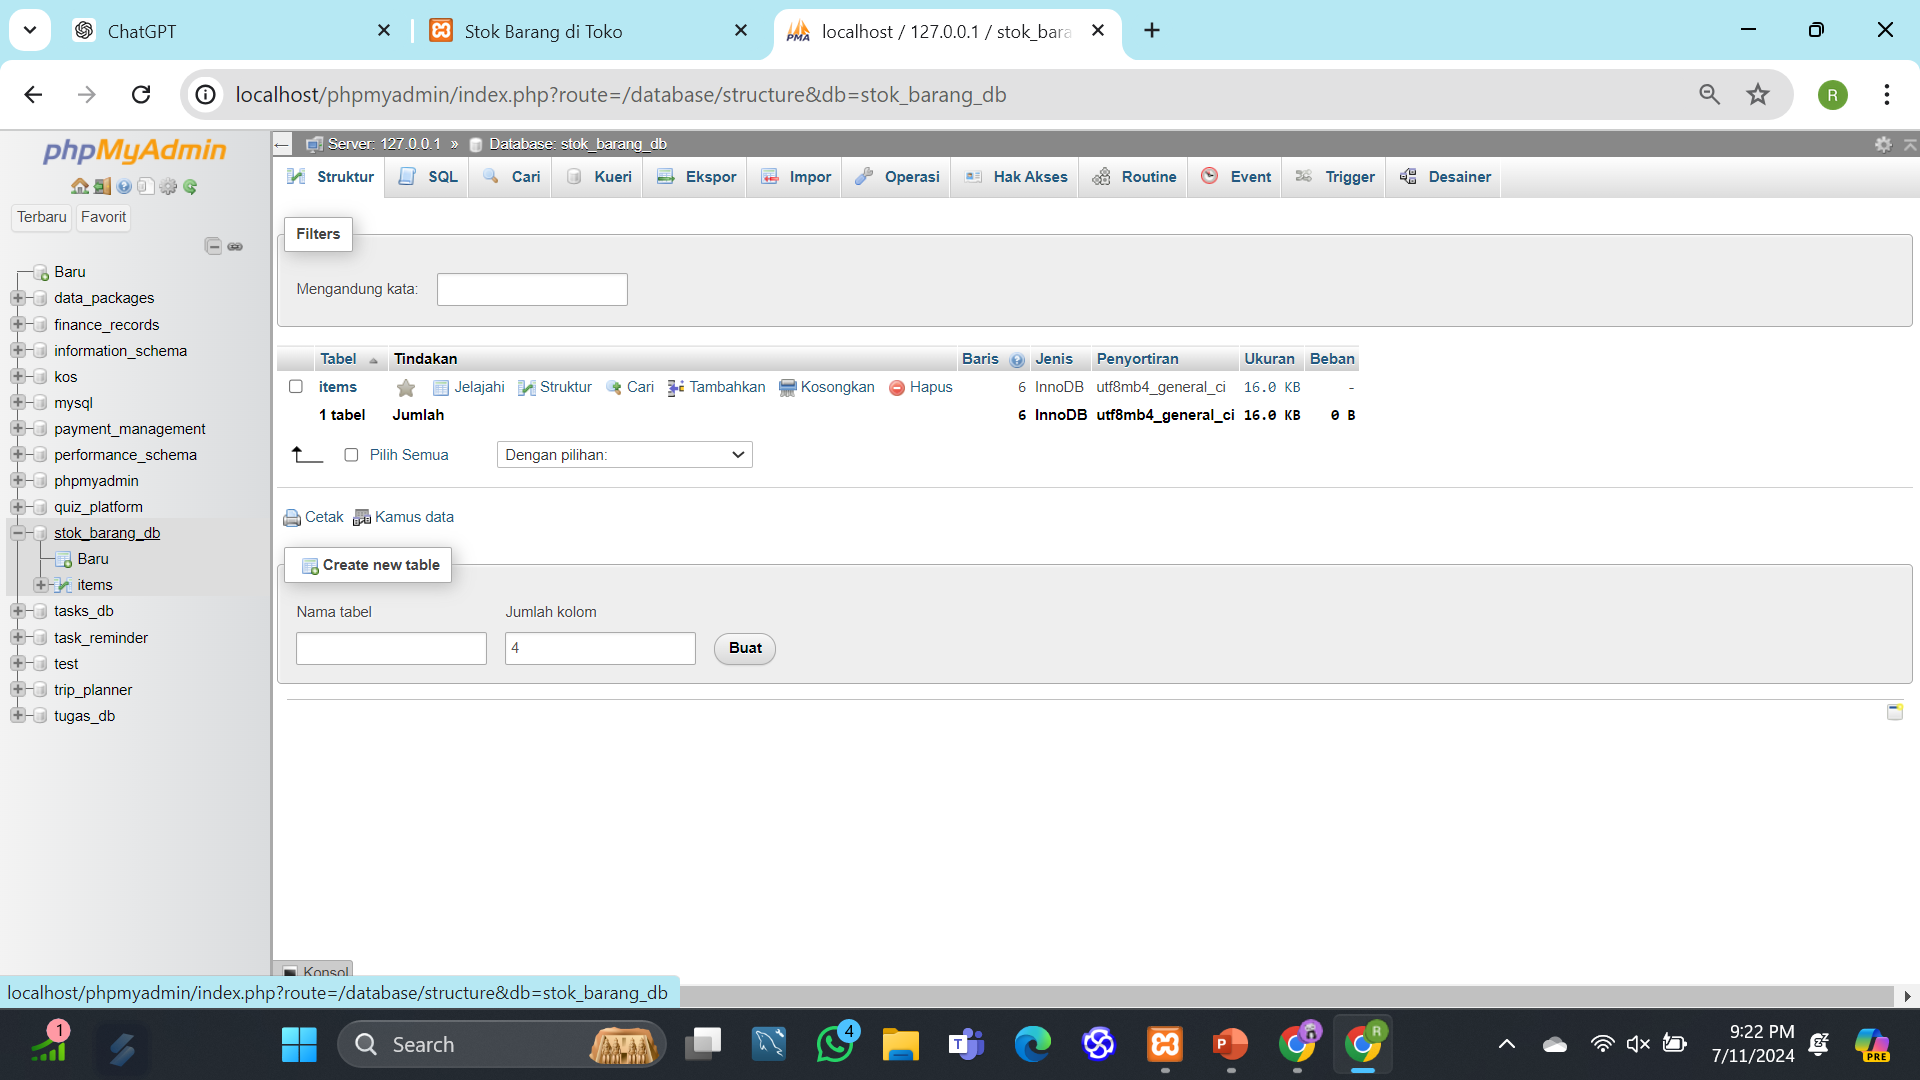 ChatGPT
Stok Barang di Toko
localhost / 127.0.0.1 / stok_bara
localhost/phpmyadmin/index.php?route=/database/structure&db=stok_barang_db
R
phpMyAdmin
Terbaru Favorit
Baru
data_packages
finance_records
information_schema
kos
mysql
payment_management
performance_schema
phpmyadmin
quiz_platform
stok_barang_db
Baru
items
tasks_db
task_reminder
test
trip_planner
tugas_db
Server: 127.0.0.1 » Database: stok_barang_db
Struktur SQL Cari Kueri Ekspor Impor Operasi Hak Akses Routine Event Trigger Desainer
Filters
Mengandung kata:
Tabel Tindakan Baris Jenis Penyortiran Ukuran Beban
items Jelajahi Struktur Cari Tambahkan Kosongkan Hapus 6 InnoDB utf8mb4_general_ci 16.0 KB -
1 tabel Jumlah 6 InnoDB utf8mb4_general_ci 16.0 KB 0 B
Pilih Semua Dengan pilihan:
Cetak Kamus data
Create new table
Nama tabel Jumlah kolom
4 Buat
Konsol
localhost/phpmyadmin/index.php?route=/database/structure&db=stok_barang_db
1
Search
4
T
P
R
9:22 PM
7/11/2024
PRE